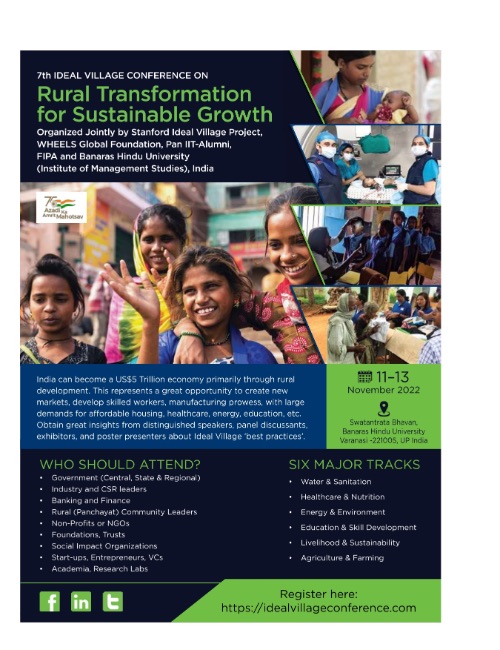 7th IDEAL VILLAGE CONFERENCE ON
Rural Transformation
for Sustainable Growth
Organized Jointly by Stanford Ideal Village Project,
WHEELS Global Foundation, Pan IIT-Alumni,
FIPA and Banaras Hindu University
(Institute of Management Studies), India
75
Azadi Ka
Amrit Mahotsav
India can become a US$5 Trillion economy primarily through rural
development. This represents a great opportunity to create new
markets, develop skilled workers, manufacturing prowess, with large
demands for affordable housing, healthcare, energy, education, etc.
Obtain great insights from distinguished speakers, panel discussants,
exhibitors, and poster presenters about Ideal Village 'best practices'.
11–13
November 2022
Swatantrata Bhavan,
Banaras Hindu University
Varanasi -221005, UP India
WHO SHOULD ATTEND?
• Government (Central, State & Regional)
• Industry and CSR leaders
• Banking and Finance
• Rural (Panchayat) Community Leaders
• Non-Profits or NGOs
• Foundations, Trusts
• Social Impact Organizations
• Start-ups, Entrepreneurs, VCs
• Academia, Research Labs
SIX MAJOR TRACKS
• Water & Sanitation
• Healthcare & Nutrition
• Energy & Environment
• Education & Skill Development
• Livelihood & Sustainability
• Agriculture & Farming
f in t
Register here:
https://idealvillageconference.com